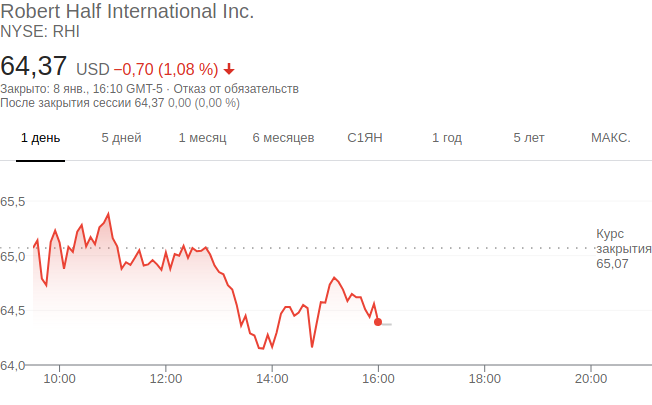 Robert Half International Inc.
NYSE: RHI
64,37 USD −0,70 (1,08 %)
Закрыто: 8 янв., 16:10 GMT-5 · Отказ от обязательств
После закрытия сессии 64,37 0,00 (0,00 %)
1 день 5 дней 1 месяц 6 месяцев С1ЯН 1 год 5 лет МАКС.
65,5
Курс
закрытия
65,07
65,0
64,5
64,0
10:00 12:00 14:00 16:00 18:00 20:00